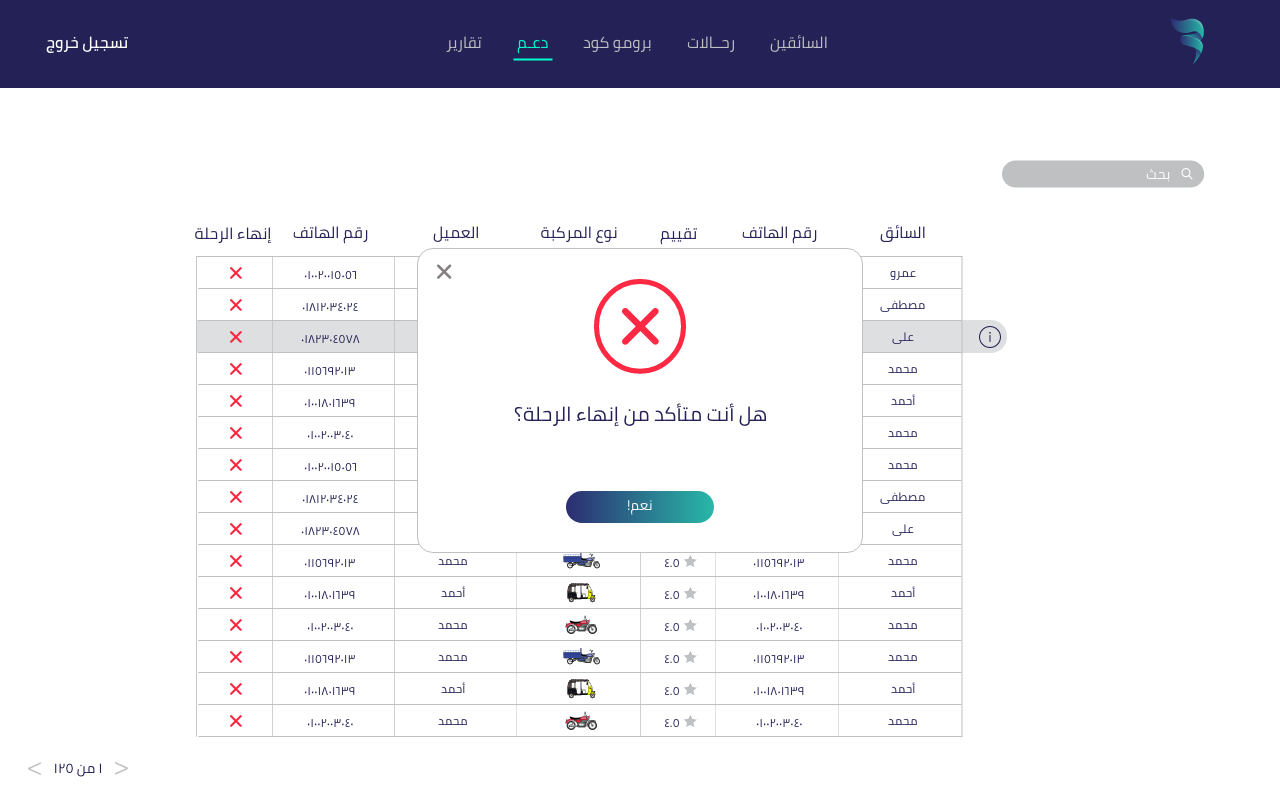 السائقين رحــالات برومو كود دعـم تقارير تسجيل خروج
بحث
السائق رقم الهاتف تقييم نوع المركبة العميل رقم الهاتف إنهاء الرحلة
عمرو ٠١٠٠٢٠٠١٥٠٥٦
مصطفى ٠١٨١٢٠٣٤٠٢٤
على ٠١٨٢٣٠٤٥٧٨
محمد ٠١١٥٦٩٢٠١٣
أحمد ٠١٠٠١٨٠١٦٣٩
محمد ٠١٠٠٢٠٠٣٠٤٠
محمد ٠١٠٠٢٠٠١٥٠٥٦
مصطفى ٠١٨١٢٠٣٤٠٢٤
على ٠١٨٢٣٠٤٥٧٨
هل أنت متأكد من إنهاء الرحلة؟
نعم!
محمد ٠١١٥٦٩٢٠١٣ ٤.٥ محمد ٠١١٥٦٩٢٠١٣
أحمد ٠١٠٠١٨٠١٦٣٩ ٤.٥ أحمد ٠١٠٠١٨٠١٦٣٩
محمد ٠١٠٠٢٠٠٣٠٤٠ ٤.٥ محمد ٠١٠٠٢٠٠٣٠٤٠
محمد ٠١١٥٦٩٢٠١٣ ٤.٥ محمد ٠١١٥٦٩٢٠١٣
أحمد ٠١٠٠١٨٠١٦٣٩ ٤.٥ أحمد ٠١٠٠١٨٠١٦٣٩
محمد ٠١٠٠٢٠٠٣٠٤٠ ٤.٥ محمد ٠١٠٠٢٠٠٣٠٤٠
١ من ١٢٥